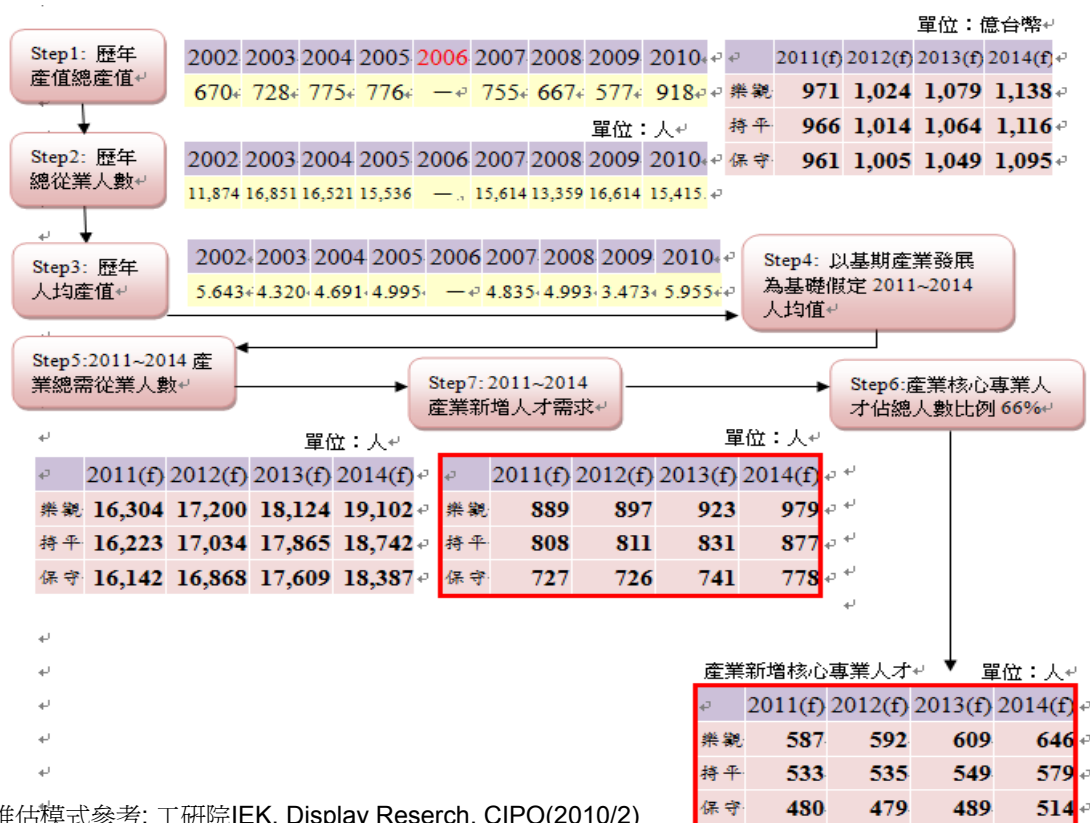 單位：億台幣
Step1: 歷年
產值總產值
2002 2003 2004 2005 2006 2007 2008 2009 2010
670 728 775 776 — 755 667 577 918
2011(f) 2012(f) 2013(f) 2014(f)
樂觀 971 1,024 1,079 1,138
持平 966 1,014 1,064 1,116
保守 961 1,005 1,049 1,095
單位：人
Step2: 歷年
總從業人數
2002 2003 2004 2005 2006 2007 2008 2009 2010
11,874 16,851 16,521 15,536 — 15,614 13,359 16,614 15,415
Step3: 歷年
人均產值
2002 2003 2004 2005 2006 2007 2008 2009 2010
5.643 4.320 4.691 4.995 — 4.835 4.993 3.473 5.955
Step4: 以基期產業發展
為基礎假定 2011~2014
人均值
Step5:2011~2014 產
業總需從業人數
Step7: 2011~2014
產業新增人才需求
Step6:產業核心專業人
才佔總人數比例 66%
單位：人
2011(f) 2012(f) 2013(f) 2014(f)
樂觀 16,304 17,200 18,124 19,102
持平 16,223 17,034 17,865 18,742
保守 16,142 16,868 17,609 18,387
單位：人
2011(f) 2012(f) 2013(f) 2014(f)
樂觀 889 897 923 979
持平 808 811 831 877
保守 727 726 741 778
產業新增核心專業人才 單位：人
2011(f) 2012(f) 2013(f) 2014(f)
樂觀 587 592 609 646
持平 533 535 549 579
保守 480 479 489 514
推估模式參考: 工研院IEK, Display Reserch, CIPO(2010/2)